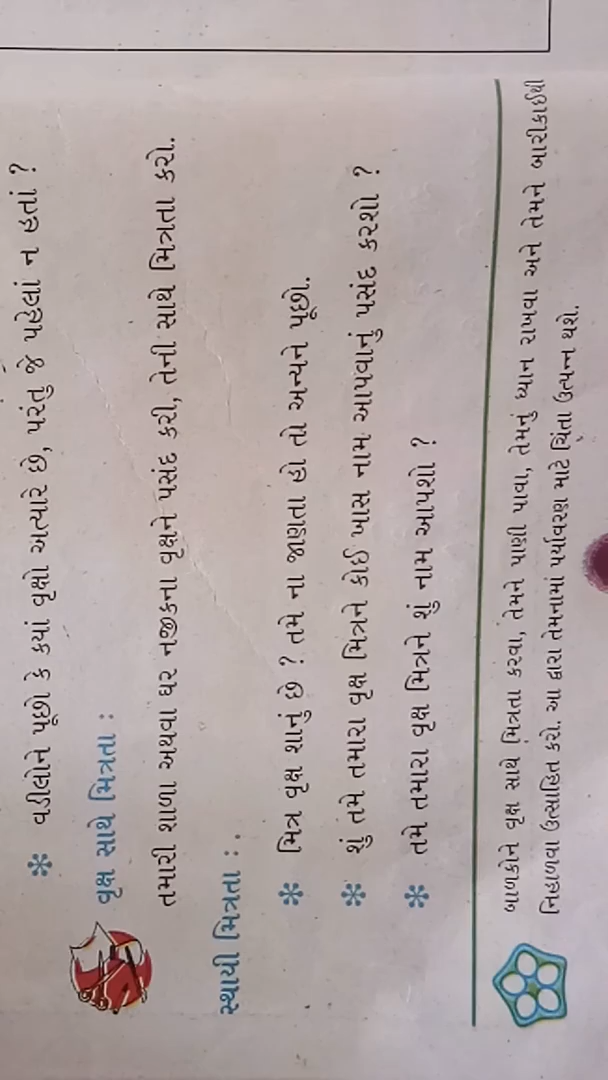 * વડીલોને પૂછો કે કયાં વૃક્ષો અત્યારે છે, પરંતુ જે પહેલાં ન હતાં ?
વૃક્ષ સાથે મિત્રતા :
તમારી શાળા અથવા ઘર નજીકના વૃક્ષને પસંદ કરી, તેની સાથે મિત્રતા કરો.
સ્થાયી મિત્રતા :
* મિત્ર વૃક્ષ શાનું છે ? તમે ના જાણતા હો તો અન્યને પૂછો.
* શું તમે તમારા વૃક્ષ મિત્રને કોઈ ખાસ નામ આપવાનું પસંદ કરશો ?
* તમે તમારા વૃક્ષ મિત્રને શું નામ આપશો ?
બાળકોને વૃક્ષ સાથે મિત્રતા કરવા, તેમને પાણી પાવા, તેમનું ધ્યાન રાખવા અને તેમને બારીકાઈથી
નિહાળવા ઉત્સાહિત કરો. આ દ્વારા તેમનામાં પર્યાવરણ માટે ચિંતા ઉત્પન્ન થશે.